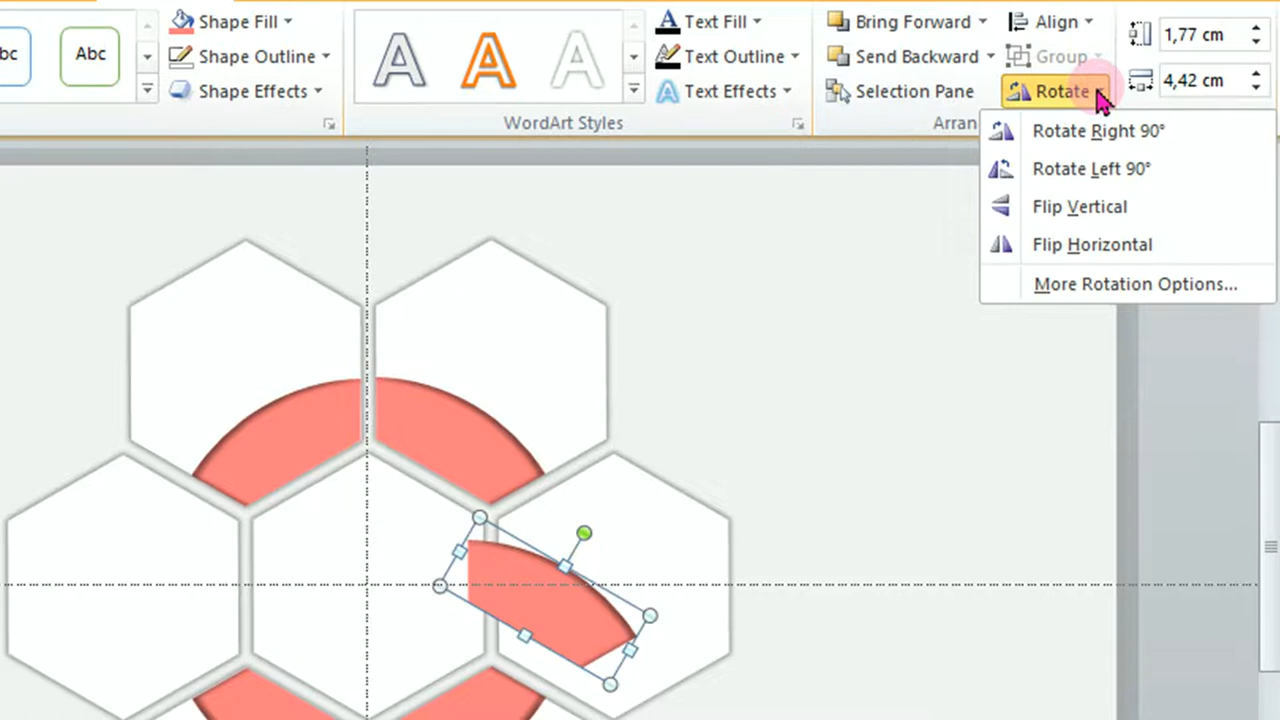 Shape Fill
Text Fill
Bring Forward
Align
1,77 cm
bc
Abc
Shape Outline
A A A
Text Outline
Send Backward
Group
4,42 cm
Shape Effects
Text Effects
Selection Pane
Rotate
WordArt Styles
Arran
Rotate Right 90°
Rotate Left 90°
Flip Vertical
Flip Horizontal
More Rotation Options...